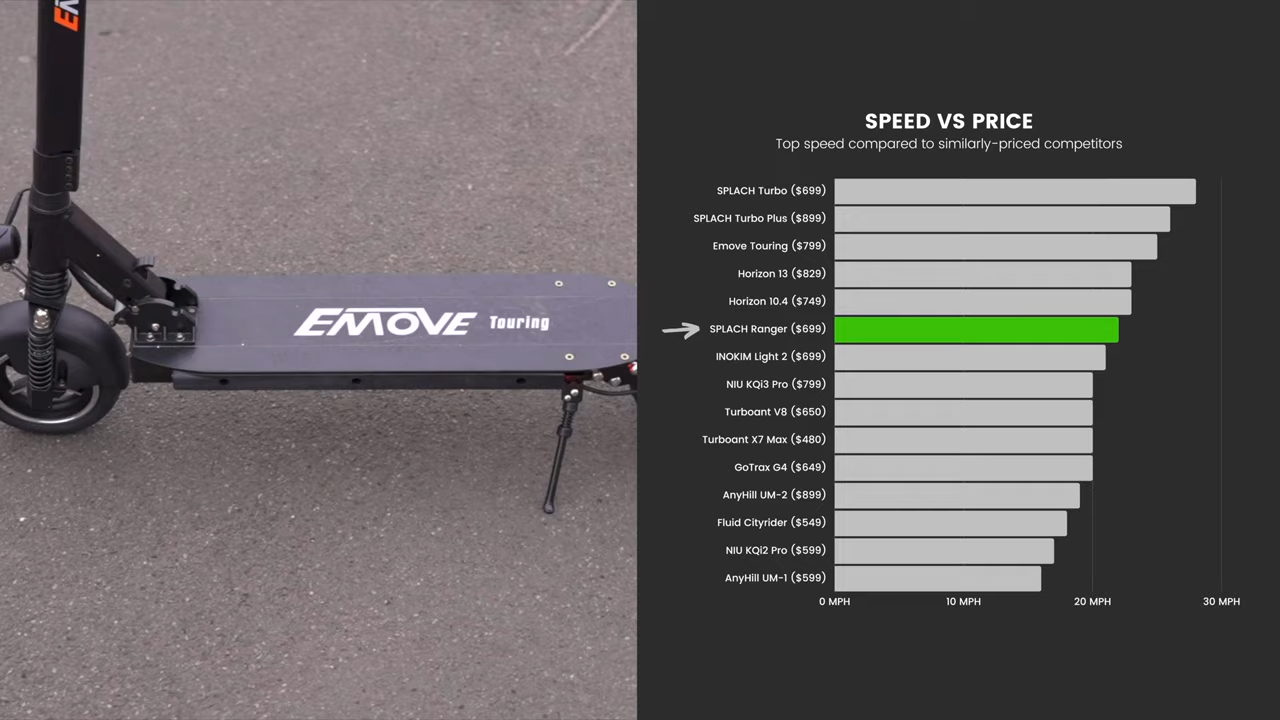 EMOVE Touring
SPEED VS PRICE
Top speed compared to similarly-priced competitors
SPLACH Turbo ($699)
SPLACH Turbo Plus ($899)
Emove Touring ($799)
Horizon 13 ($829)
Horizon 10.4 ($749)
SPLACH Ranger ($699)
INOKIM Light 2 ($699)
NIU KQi3 Pro ($799)
Turboant V8 ($650)
Turboant X7 Max ($480)
GoTrax G4 ($649)
AnyHill UM-2 ($899)
Fluid Cityrider ($549)
NIU KQi2 Pro ($599)
AnyHill UM-1 ($599)
0 MPH 10 MPH 20 MPH 30 MPH